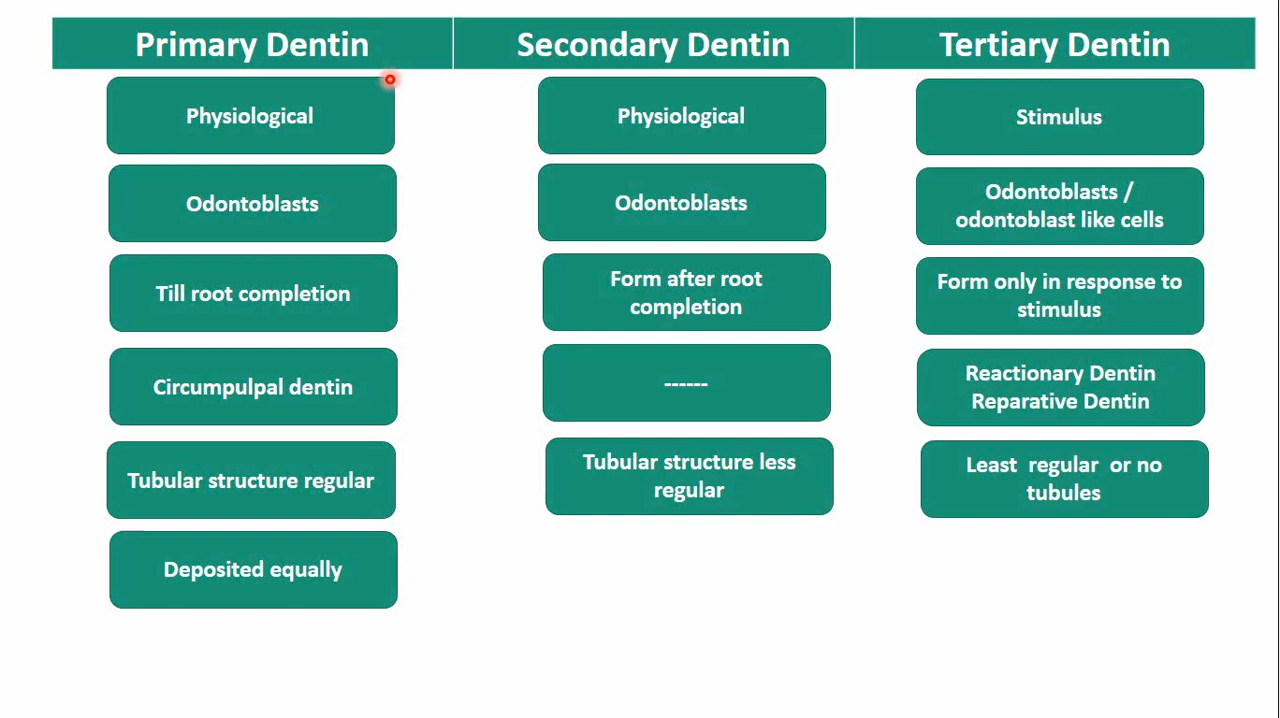 Primary Dentin
Secondary Dentin
Tertiary Dentin
Physiological
Physiological
Stimulus
Odontoblasts
Odontoblasts
Odontoblasts /
odontoblast like cells
Till root completion
Form after root
completion
Form only in response to
stimulus
Circumpulpal dentin
------
Reactionary Dentin
Reparative Dentin
Tubular structure regular
Tubular structure less
regular
Least  regular  or no
tubules
Deposited equally